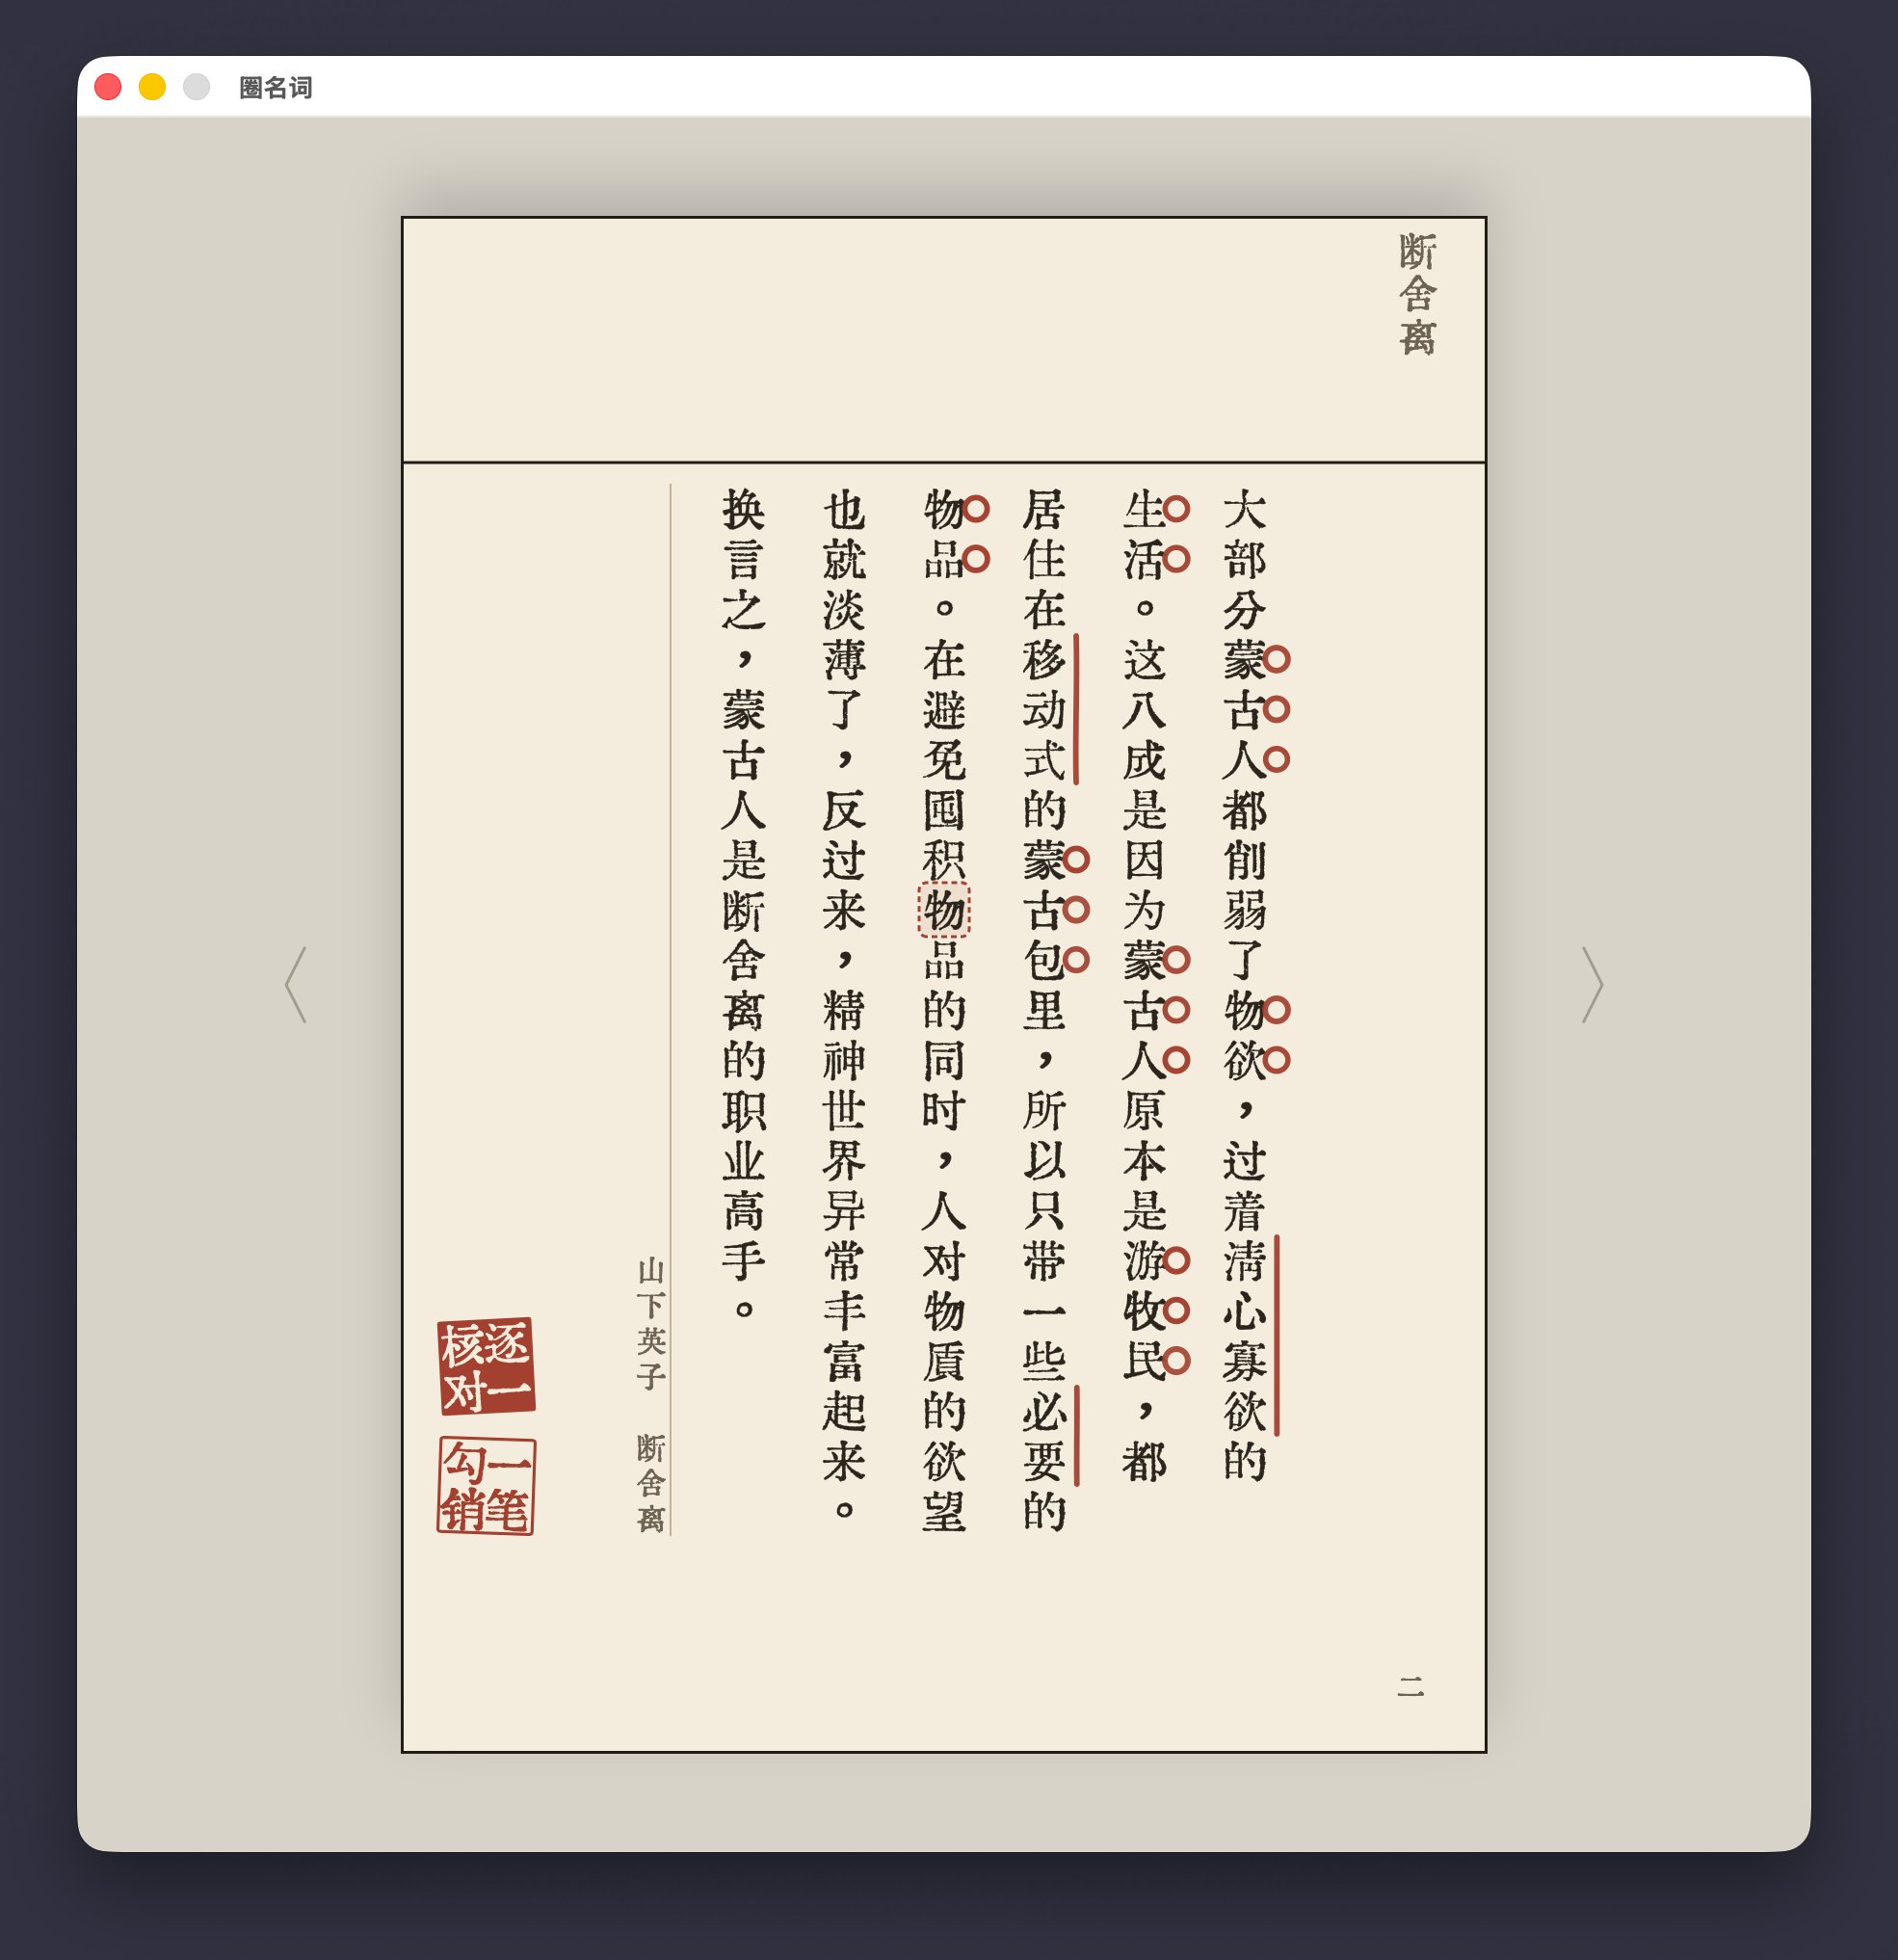 圈名词
断舍离
大部分蒙古人都削弱了物欲，过着清心寡欲的
生活。这八成是因为蒙古人原本是游牧民，都
居住在移动式的蒙古包里，所以只带一些必要的
物品。在避免囤积物品的同时，人对物质的欲望
也就淡薄了，反过来，精神世界异常丰富起来。
换言之，蒙古人是断舍离的职业高手。
山下英子 断舍离
逐一核对
一笔勾销
二